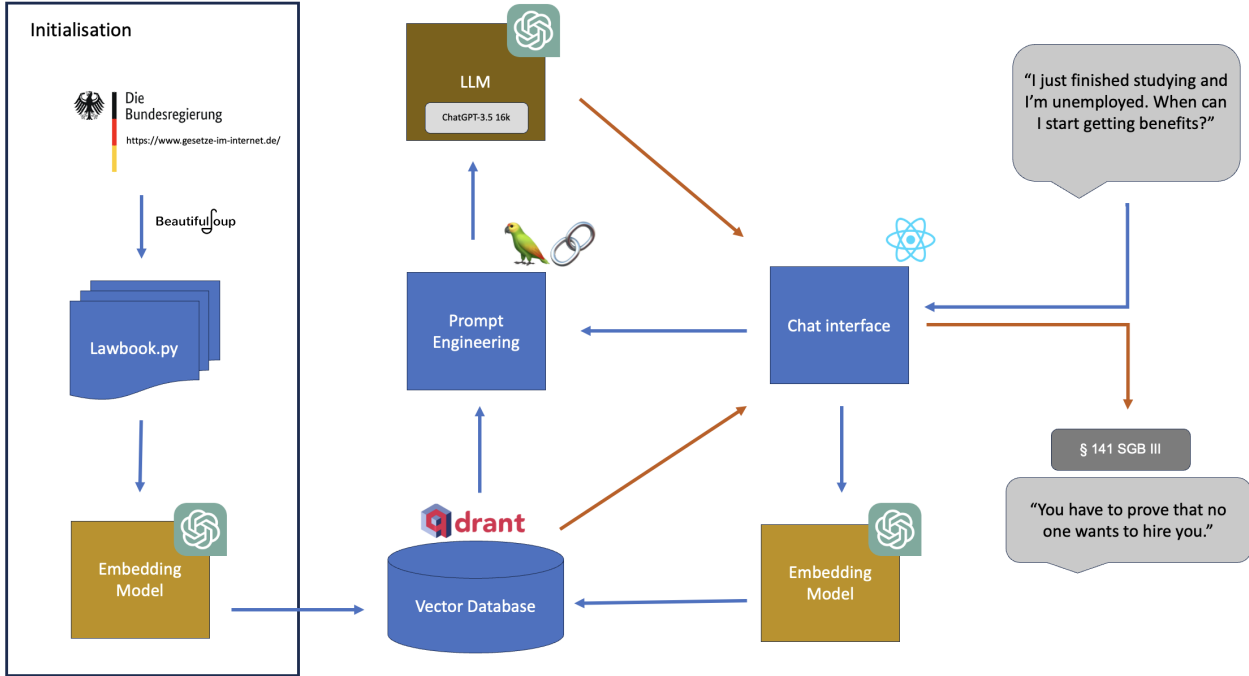 Initialisation
Die
Bundesregierung
https://www.gesetze-im-internet.de/
BeautifulSoup
Lawbook.py
Embedding
Model
LLM
ChatGPT-3.5 16k
Prompt
Engineering
qdrant
Vector Database
Chat interface
Embedding
Model
“I just finished studying and
I’m unemployed. When can
I start getting benefits?”
§ 141 SGB III
“You have to prove that no
one wants to hire you.”